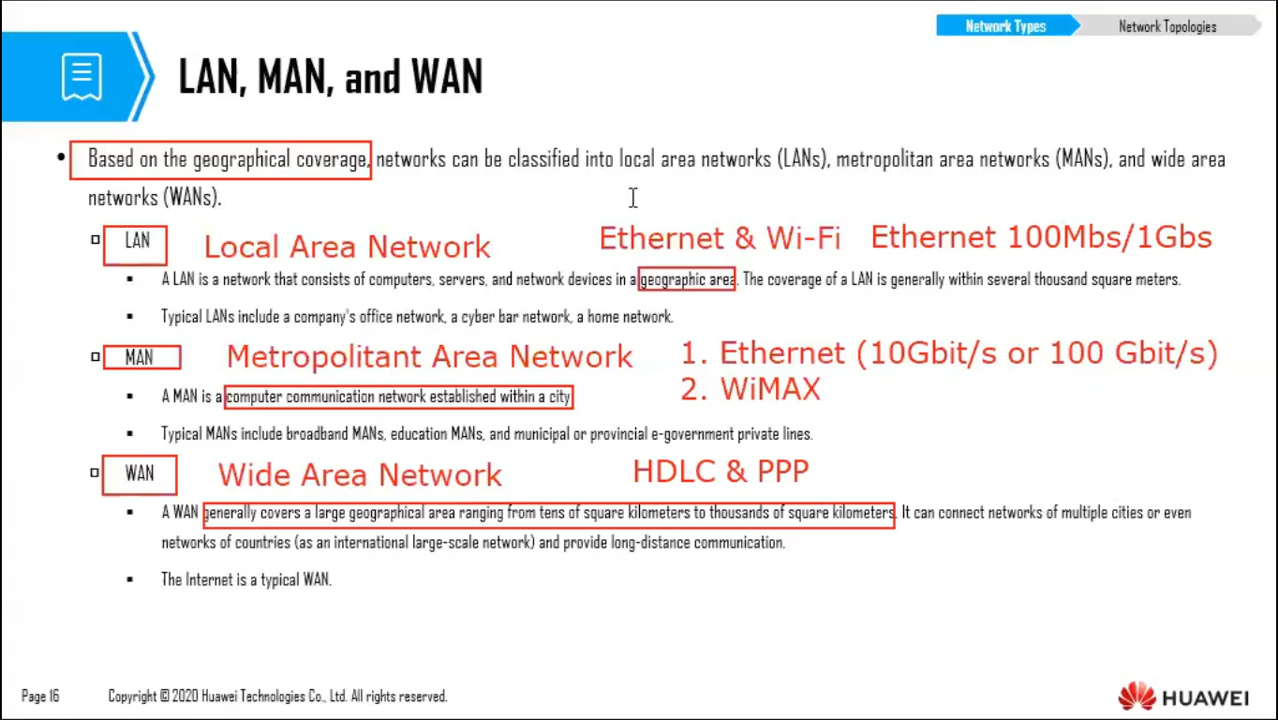 Network Types
Network Topologies
LAN, MAN, and WAN
• Based on the geographical coverage, networks can be classified into local area networks (LANs), metropolitan area networks (MANs), and wide area
networks (WANs).
LAN Local Area Network Ethernet & Wi-Fi Ethernet 100Mbs/1Gbs
▪ A LAN is a network that consists of computers, servers, and network devices in a geographic area. The coverage of a LAN is generally within several thousand square meters.
▪ Typical LANs include a company's office network, a cyber bar network, a home network.
MAN Metropolitant Area Network 1. Ethernet (10Gbit/s or 100 Gbit/s)
2. WiMAX
▪ A MAN is a computer communication network established within a city
▪ Typical MANs include broadband MANs, education MANs, and municipal or provincial e-government private lines.
WAN Wide Area Network HDLC & PPP
▪ A WAN generally covers a large geographical area ranging from tens of square kilometers to thousands of square kilometers. It can connect networks of multiple cities or even
networks of countries (as an international large-scale network) and provide long-distance communication.
▪ The Internet is a typical WAN.
Page 16 Copyright © 2020 Huawei Technologies Co., Ltd. All rights reserved.
HUAWEI